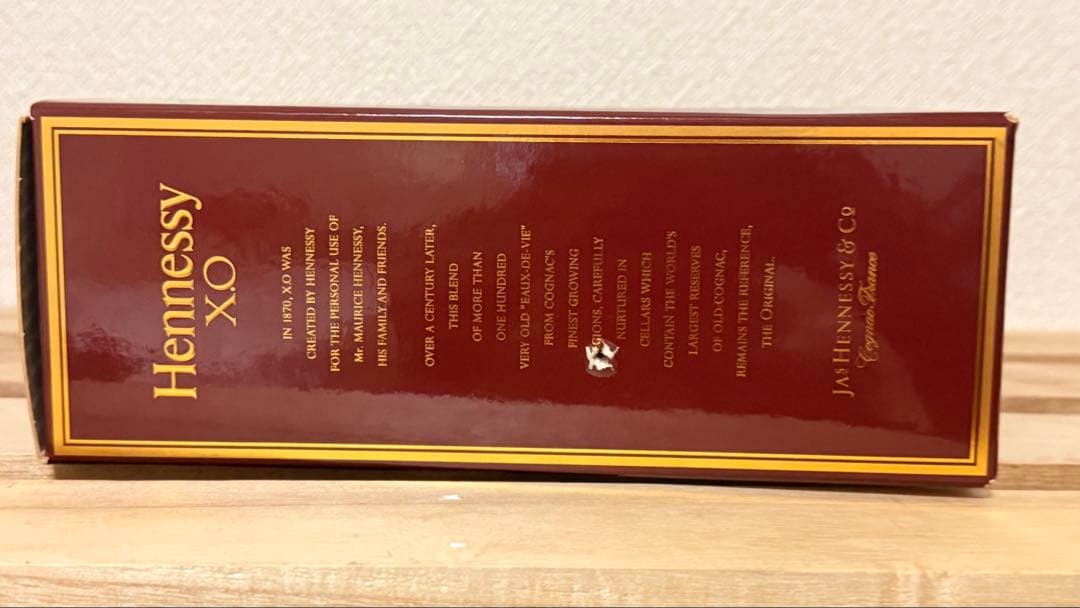 Hennessy
X.O
IN 1870, X.O WAS
CREATED BY HENNESSY
FOR THE PERSONAL USE OF
Mr. MAURICE HENNESSY,
HIS FAMILY AND FRIENDS.
OVER A CENTURY LATER,
THIS BLEND
OF MORE THAN
ONE HUNDRED
VERY OLD "EAUX-DE-VIE"
FROM COGNAC'S
FINEST GROWING
GIONS, CAREFULLY
NURTURED IN
CELLARS WHICH
CONTAIN THE WORLD'S
LARGEST RESERVES
OF OLD COGNAC,
REMAINS THE REFERENCE,
THE ORIGINAL.
JAS HENNESSY & Co
Cognac France